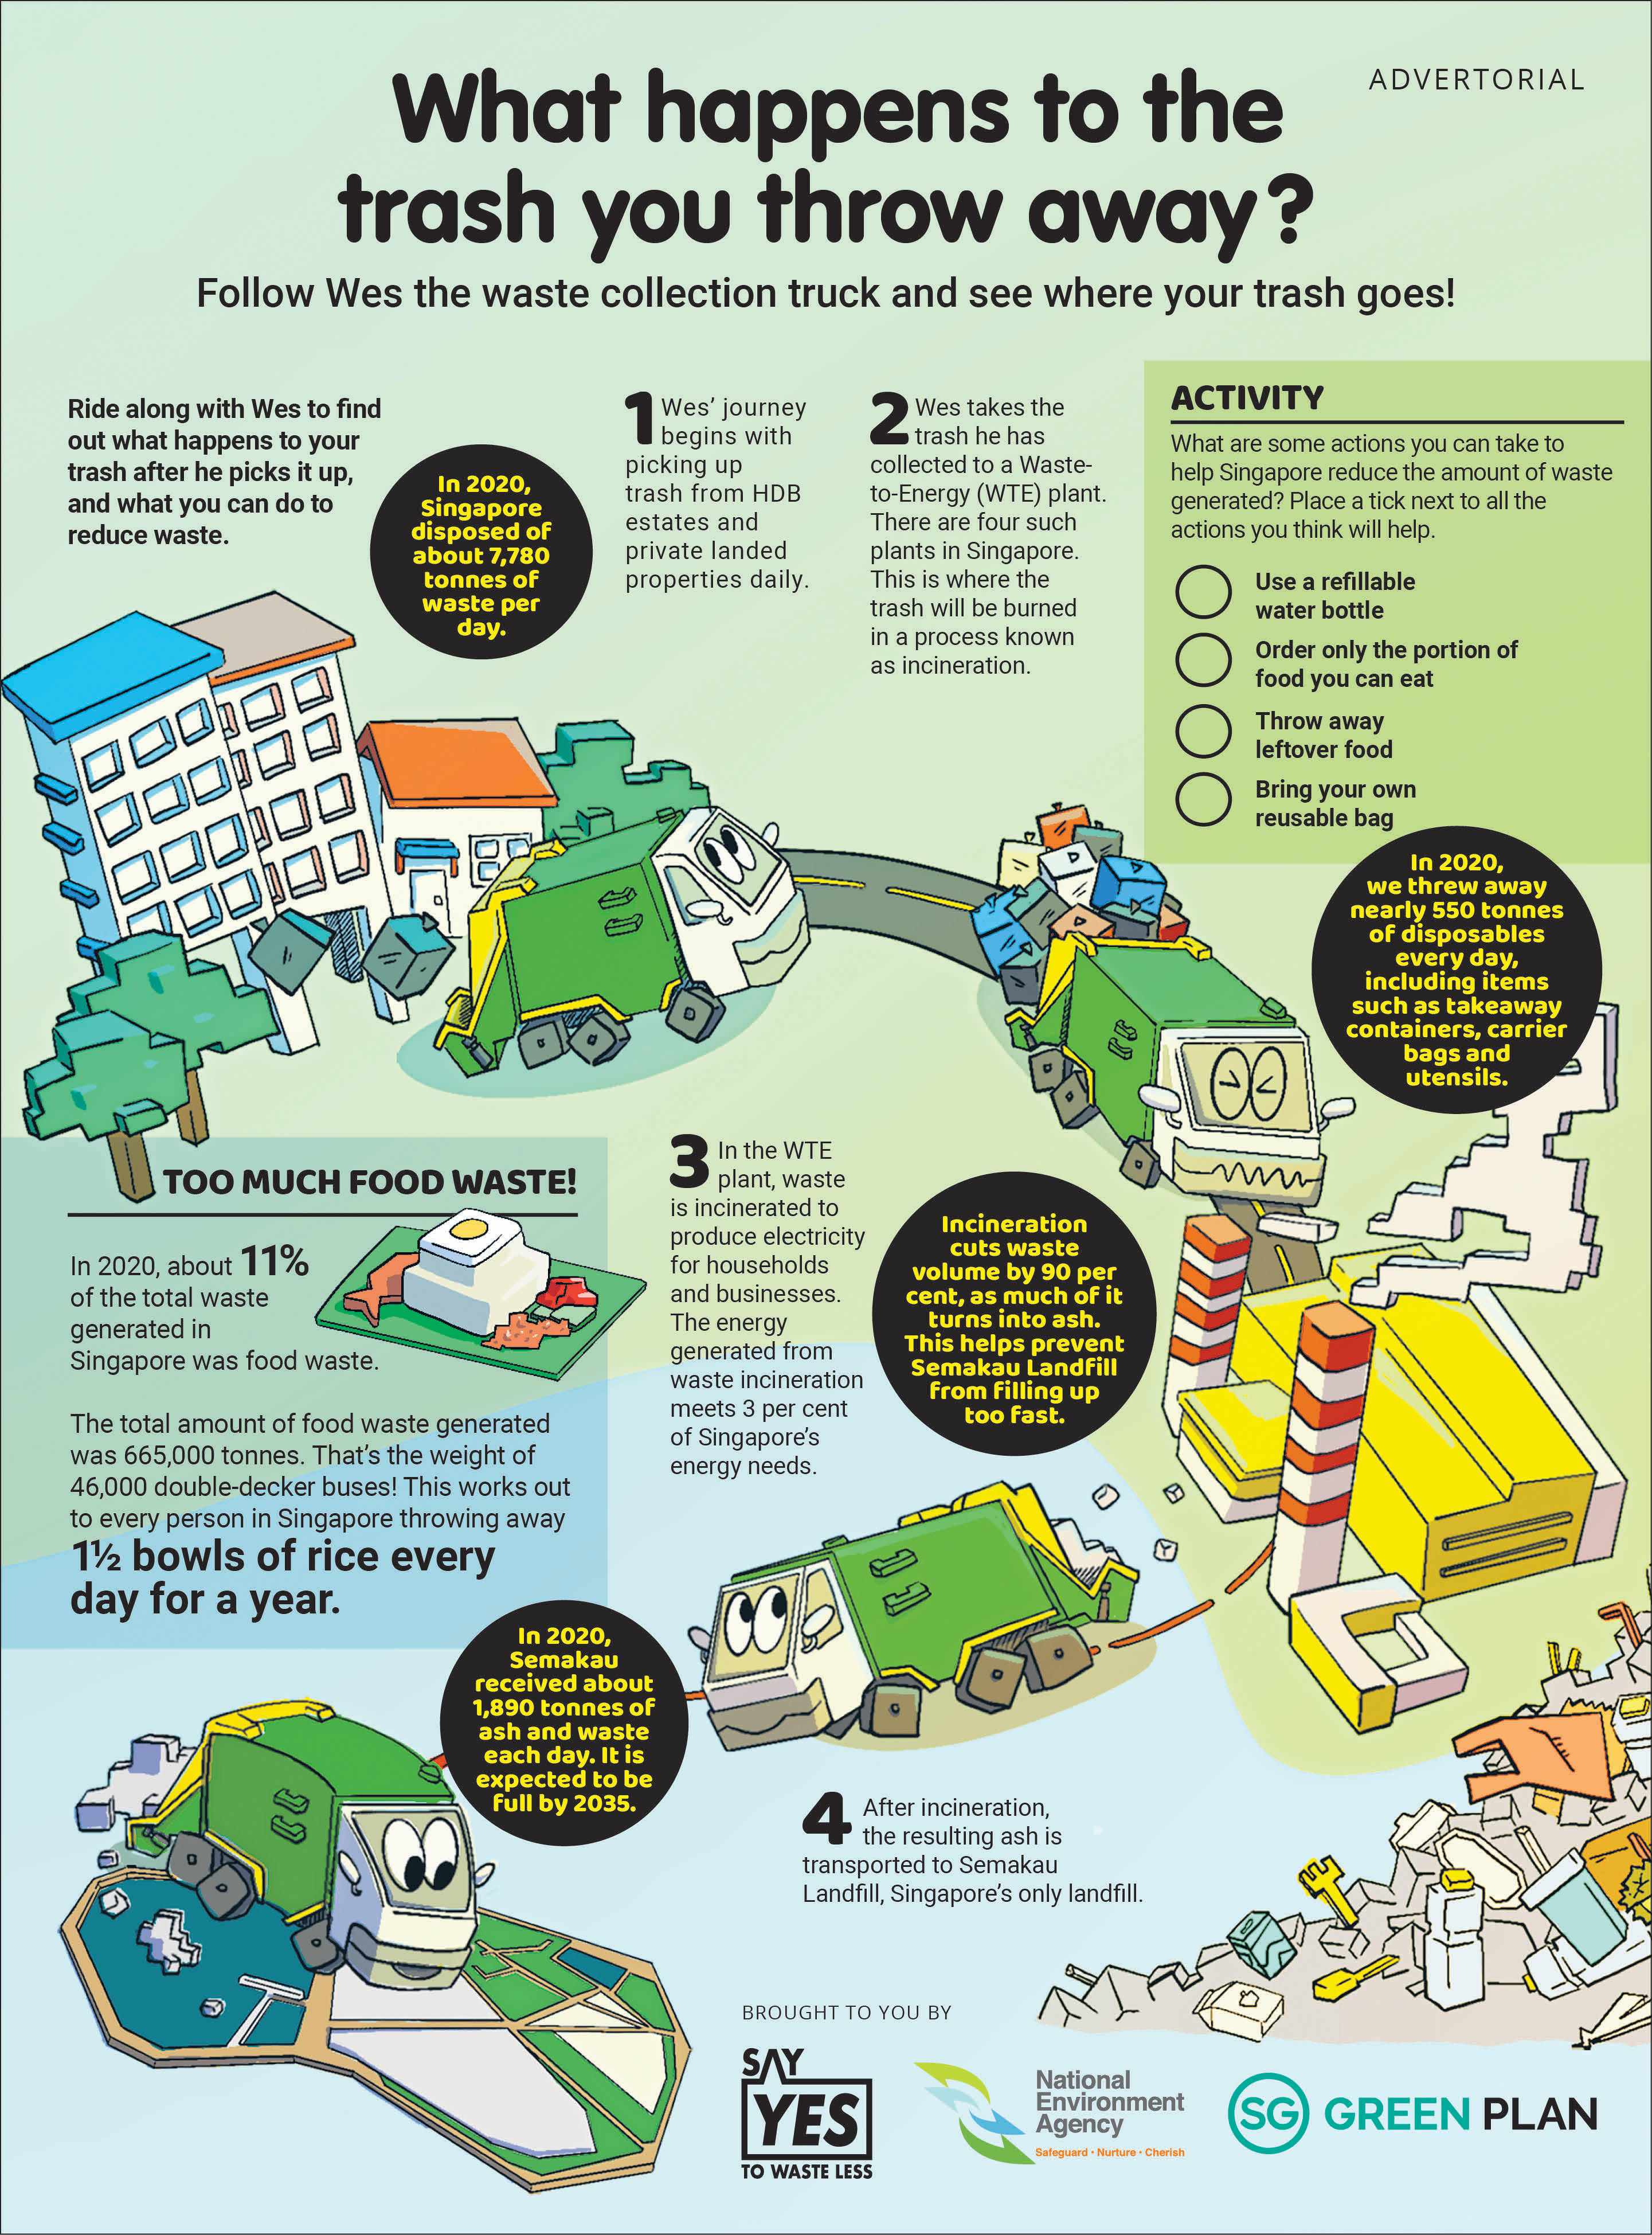 ADVERTORIAL
What happens to the
trash you throw away?
Follow Wes the waste collection truck and see where your trash goes!
Ride along with Wes to find
out what happens to your
trash after he picks it up,
and what you can do to
reduce waste.
In 2020,
Singapore
disposed of
about 7,780
tonnes of
waste per
day.
1 Wes’ journey
begins with
picking up
trash from HDB
estates and
private landed
properties daily.
2 Wes takes the
trash he has
collected to a Waste-
to-Energy (WTE) plant.
There are four such
plants in Singapore.
This is where the
trash will be burned
in a process known
as incineration.
ACTIVITY
What are some actions you can take to
help Singapore reduce the amount of waste
generated? Place a tick next to all the
actions you think will help.
Use a refillable
water bottle
Order only the portion of
food you can eat
Throw away
leftover food
Bring your own
reusable bag
In 2020,
we threw away
nearly 550 tonnes
of disposables
every day,
including items
such as takeaway
containers, carrier
bags and
utensils.
TOO MUCH FOOD WASTE!
In 2020, about 11%
of the total waste
generated in
Singapore was food waste.
The total amount of food waste generated
was 665,000 tonnes. That’s the weight of
46,000 double-decker buses! This works out
to every person in Singapore throwing away
1½ bowls of rice every
day for a year.
3 In the WTE
plant, waste
is incinerated to
produce electricity
for households
and businesses.
The energy
generated from
waste incineration
meets 3 per cent
of Singapore’s
energy needs.
Incineration
cuts waste
volume by 90 per
cent, as much of it
turns into ash.
This helps prevent
Semakau Landfill
from filling up
too fast.
In 2020,
Semakau
received about
1,890 tonnes of
ash and waste
each day. It is
expected to be
full by 2035.
4 After incineration,
the resulting ash is
transported to Semakau
Landfill, Singapore’s only landfill.
BROUGHT TO YOU BY
SAY
YES
TO WASTE LESS
National
Environment
Agency
Safeguard • Nurture • Cherish
SG GREEN PLAN